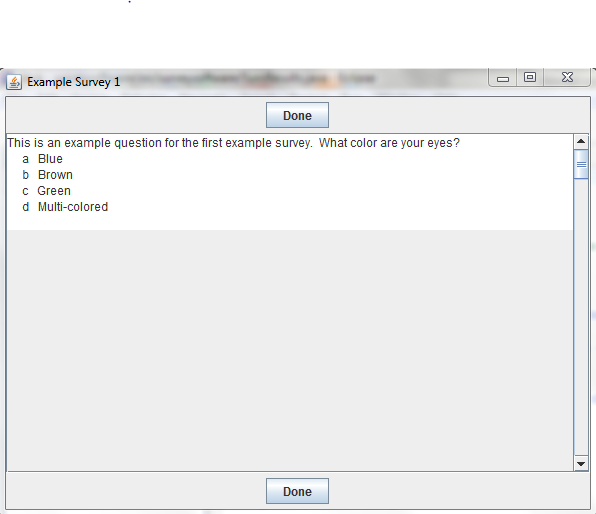 Example Survey 1
Done
This is an example question for the first example survey.  What color are your eyes?
a Blue
b Brown
c Green
d Multi-colored
Done